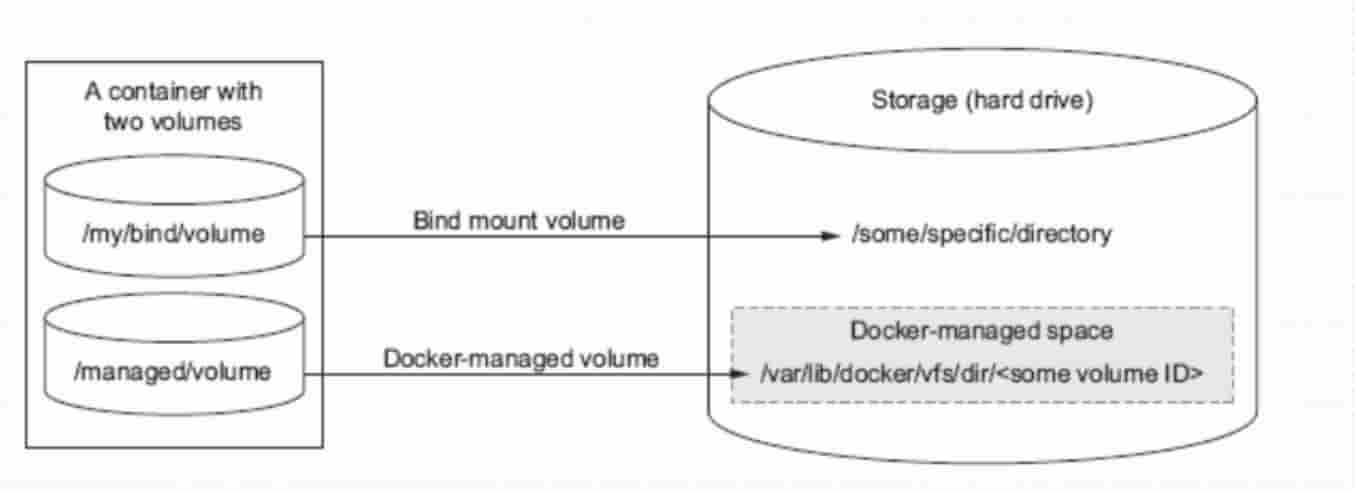 A container with
two volumes
/my/bind/volume
/managed/volume
Bind mount volume
Docker-managed volume
Storage (hard drive)
/some/specific/directory
Docker-managed space
/var/lib/docker/vfs/dir/<some volume ID>